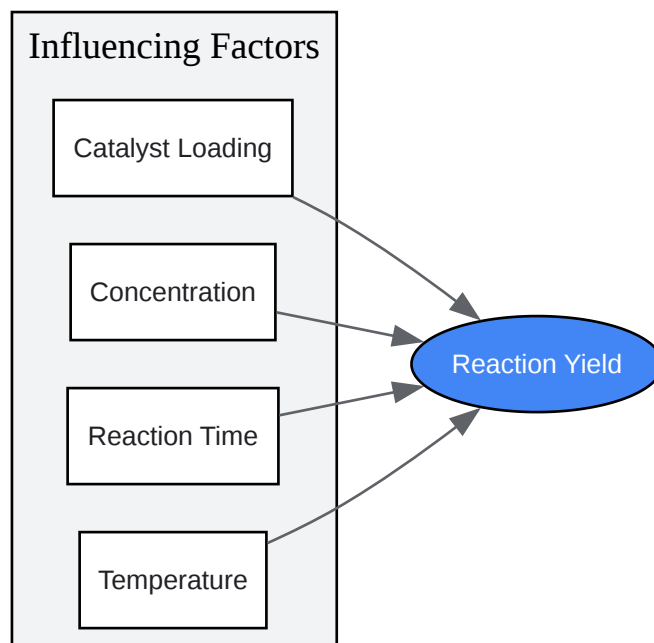 Influencing Factors
Catalyst Loading
Concentration
Reaction Yield
Reaction Time
Temperature